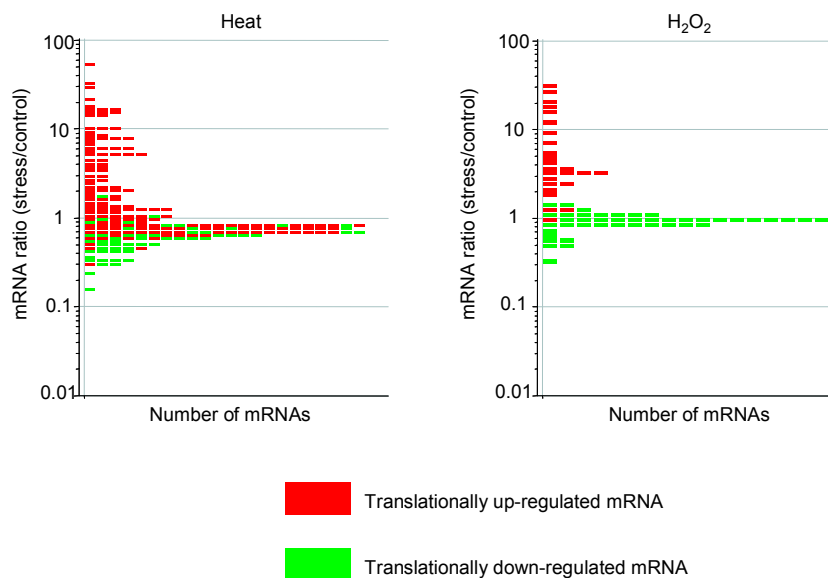 Heat
H₂O₂
100
10
1
0.1
0.01
mRNA ratio (stress/control)
Number of mRNAs
100
10
1
0.1
0.01
mRNA ratio (stress/control)
Number of mRNAs
Translationally up-regulated mRNA
Translationally down-regulated mRNA